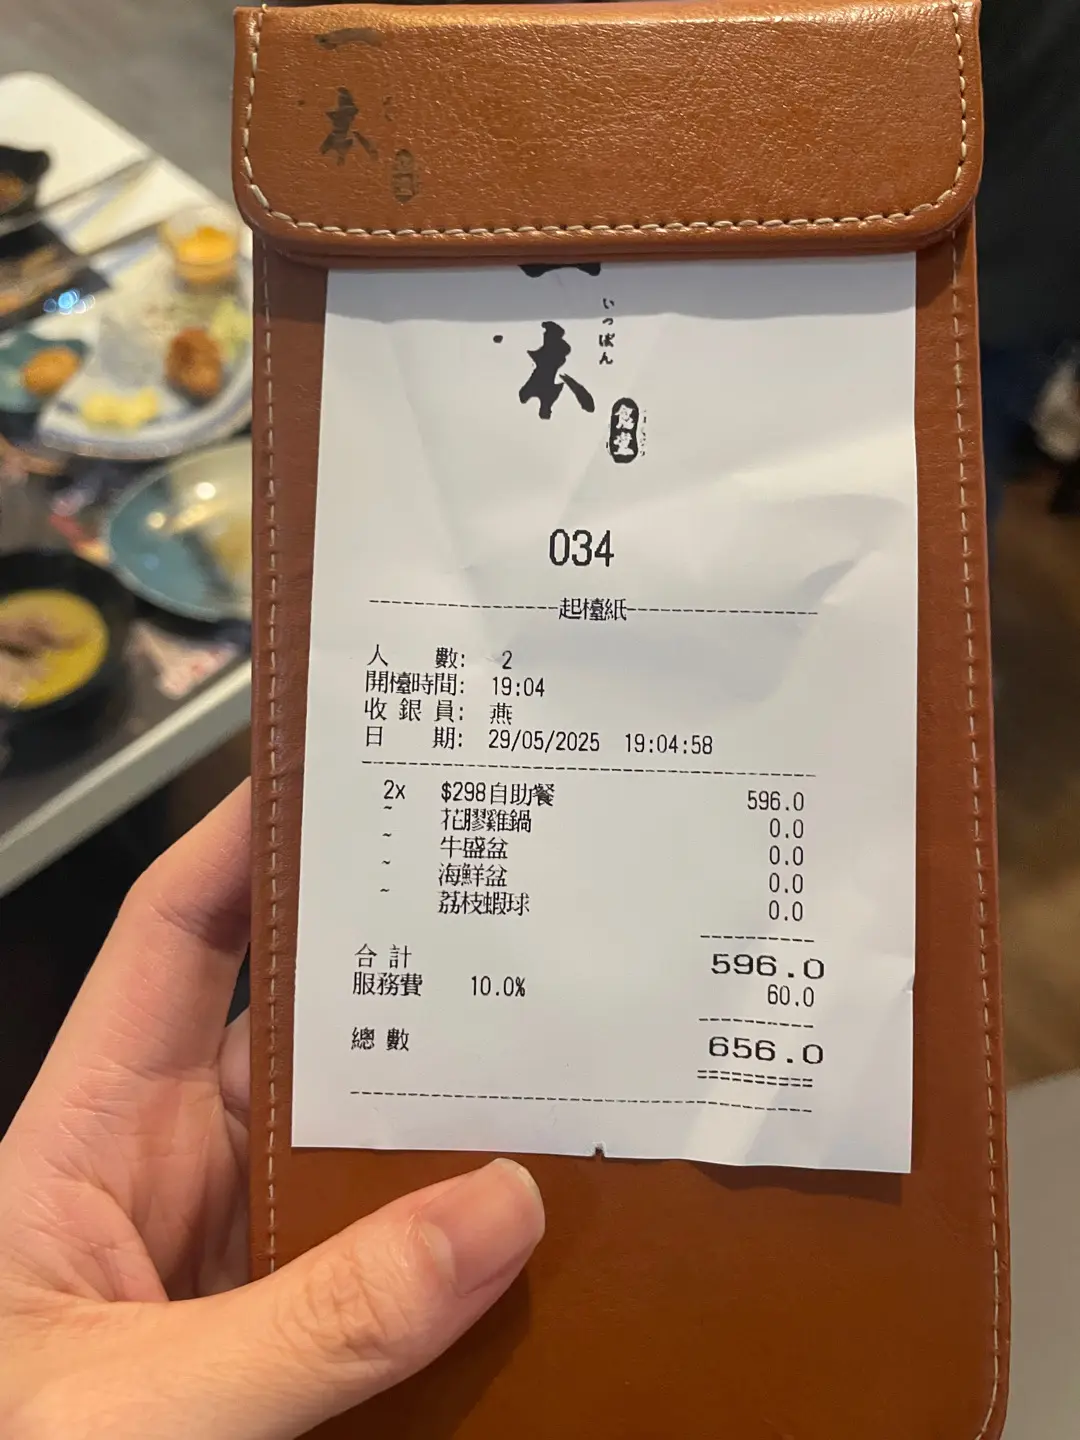 一
本
一
本
いっぽん
食堂
034
------------------起檯紙------------------
人 數: 2
開檯時間: 19:04
收 銀 員: 燕
日 期: 29/05/2025 19:04:58
2x $298自助餐 596.0
~ 花膠雞鍋 0.0
~ 牛盛盆 0.0
~ 海鮮盆 0.0
~ 荔枝蝦球 0.0
合 計 596.0
服務費 10.0% 60.0
總 數 656.0